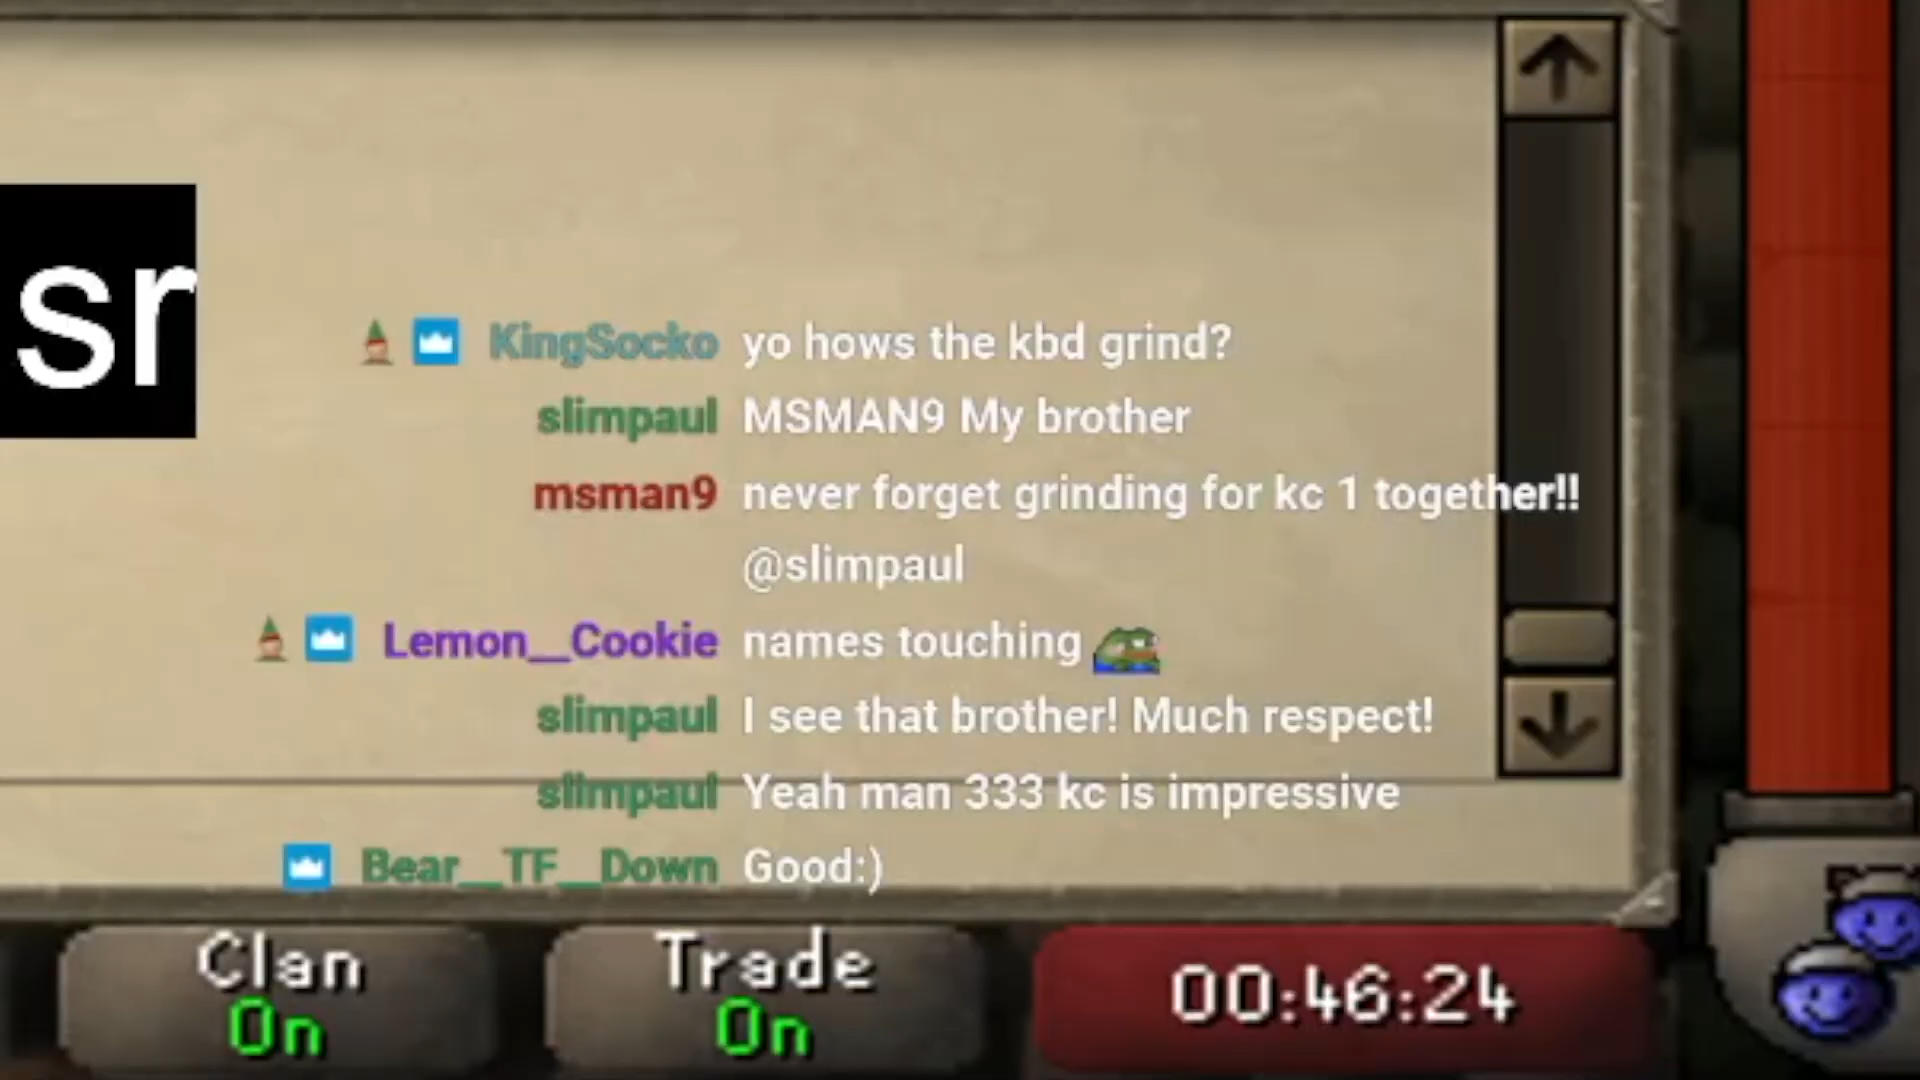 sr
KingSocko yo hows the kbd grind?
slimpaul MSMAN9 My brother
msman9 never forget grinding for kc 1 together!!
@slimpaul
Lemon__Cookie names touching
slimpaul I see that brother! Much respect!
slimpaul Yeah man 333 kc is impressive
Bear__TF__Down Good:)
Clan Trade 00:46:24
On On